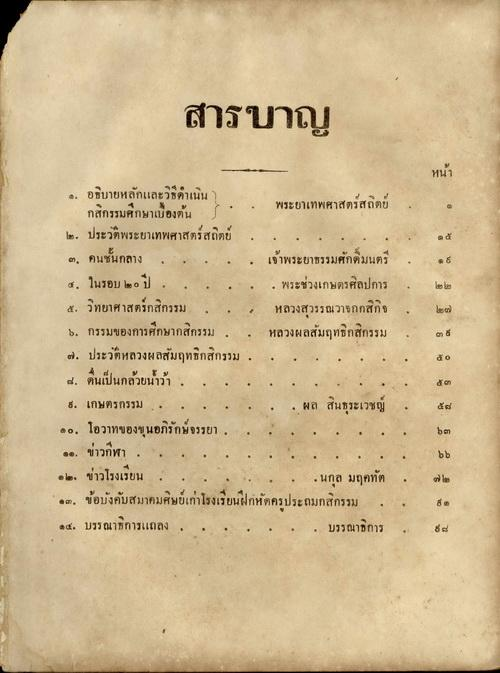 สารบาญ
หน้า
๑. อธิบายหลักและวิธีดำเนิน
กสิกรรมศึกษาเบื้องต้น } . . พระยาเทพศาสตร์สถิตย์ . ๑
๒. ประวัติพระยาเทพศาสตร์สถิตย์ . . . . . . . ๑๕
๓. คนชั้นกลาง . . . เจ้าพระยาธรรมศักดิ์มนตรี . ๑๙
๔. ในรอบ ๒๐ ปี . . . . พระช่วงเกษตรศิลปการ . ๒๒
๕. วิทยาศาสตร์กสิกรรม . . . หลวงสุวรรณวาจกกสิกิจ . ๒๗
๖. กรรมของการศึกษากสิกรรม . . หลวงผลสัมฤทธิ์กสิกรรม . ๓๙
๗. ประวัติหลวงผลสัมฤทธิ์กสิกรรม . . . . . . . ๕๐
๘. ตื่นเป็นกล้วยน้ำว้า . . . . . . . . . ๕๓
๙. เกษตรกรรม . . . . . . ผล สินธุระเวชญ์ . ๕๘
๑๐. โอวาทของขุนอภิรักษ์จรรยา . . . . . . . . ๖๓
๑๑. ข่าวกีฬา . . . . . . . . . . . ๖๖
๑๒. ข่าวโรงเรียน . . . . . . . นกุล มฤคทัต . ๗๒
๑๓. ข้อบังคับสมาคมศิษย์เก่าโรงเรียนฝึกหัดครูประถมกสิกรรม . . ๙๑
๑๔. บรรณาธิการแถลง . . . . . . บรรณาธิการ . ๙๘